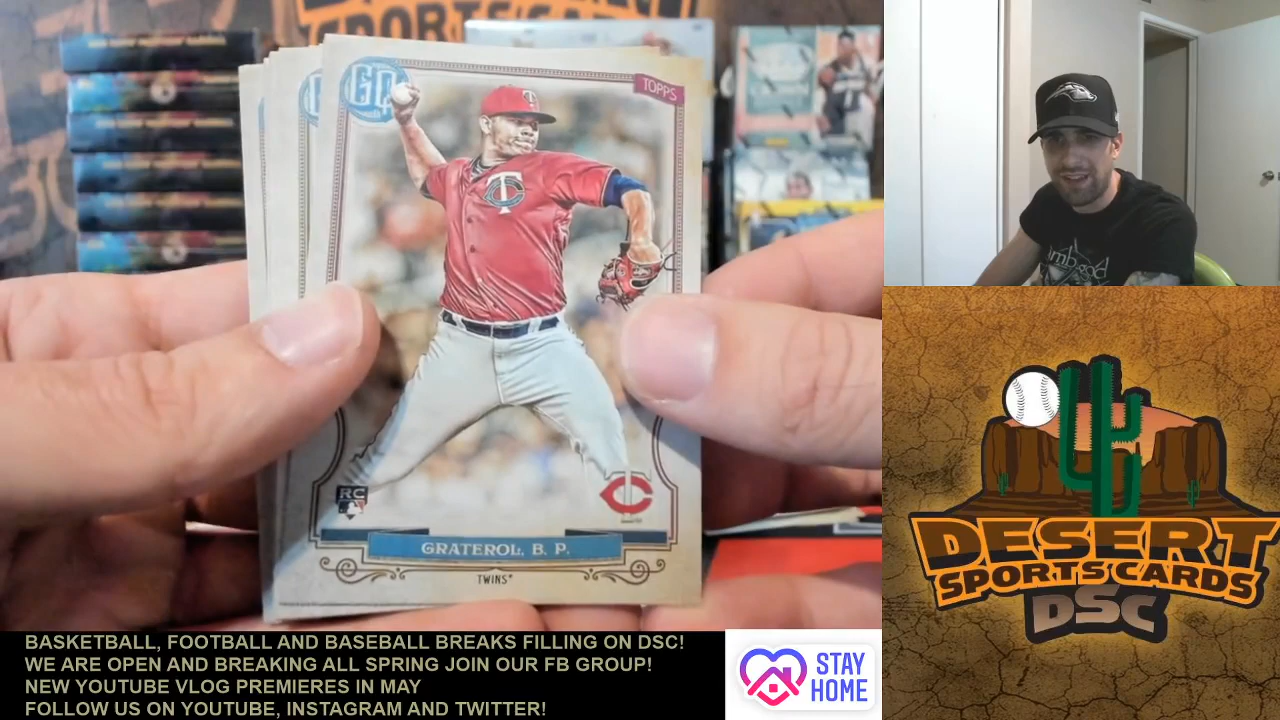 GQ
TOPPS
T
C
RC
GRATEROL, B. P.
TWINS
DESERT
SPORTS CARDS
DSC
BASKETBALL, FOOTBALL AND BASEBALL BREAKS FILLING ON DSC!
WE ARE OPEN AND BREAKING ALL SPRING JOIN OUR FB GROUP!
NEW YOUTUBE VLOG PREMIERES IN MAY
FOLLOW US ON YOUTUBE, INSTAGRAM AND TWITTER!
STAY
HOME